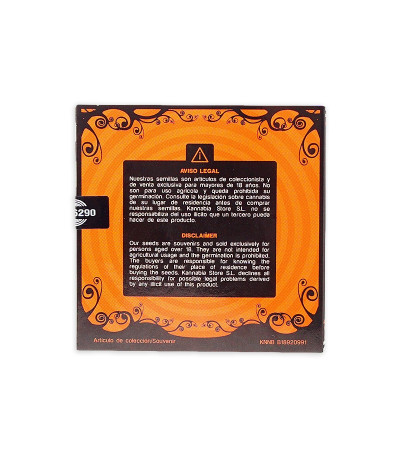 AVISO LEGAL
Nuestras semillas son artículos de coleccionista y
de venta exclusiva para mayores de 18 años. No
son para uso agrícola y queda prohibida su
germinación. Consulte la legislación sobre cannabis
de su lugar de residencia antes de comprar
nuestras semillas. Kannabia Store S.L. no se
responsabiliza del uso ilícito que un tercero pueda
hacer de este producto.
DISCLAIMER
Our seeds are souvenirs and sold exclusively for
persons aged over 18. They are not intended for
agricultural usage and the germination is prohibited.
The buyers are responsible for knowing the
regulations of their place of residence before
buying the seeds. Kannabia Store S.L. declines all
responsibility for possible legal problems derived
by any illicit use of this product.
290
Artículo de colección/Souvenir
KNNB B18920991